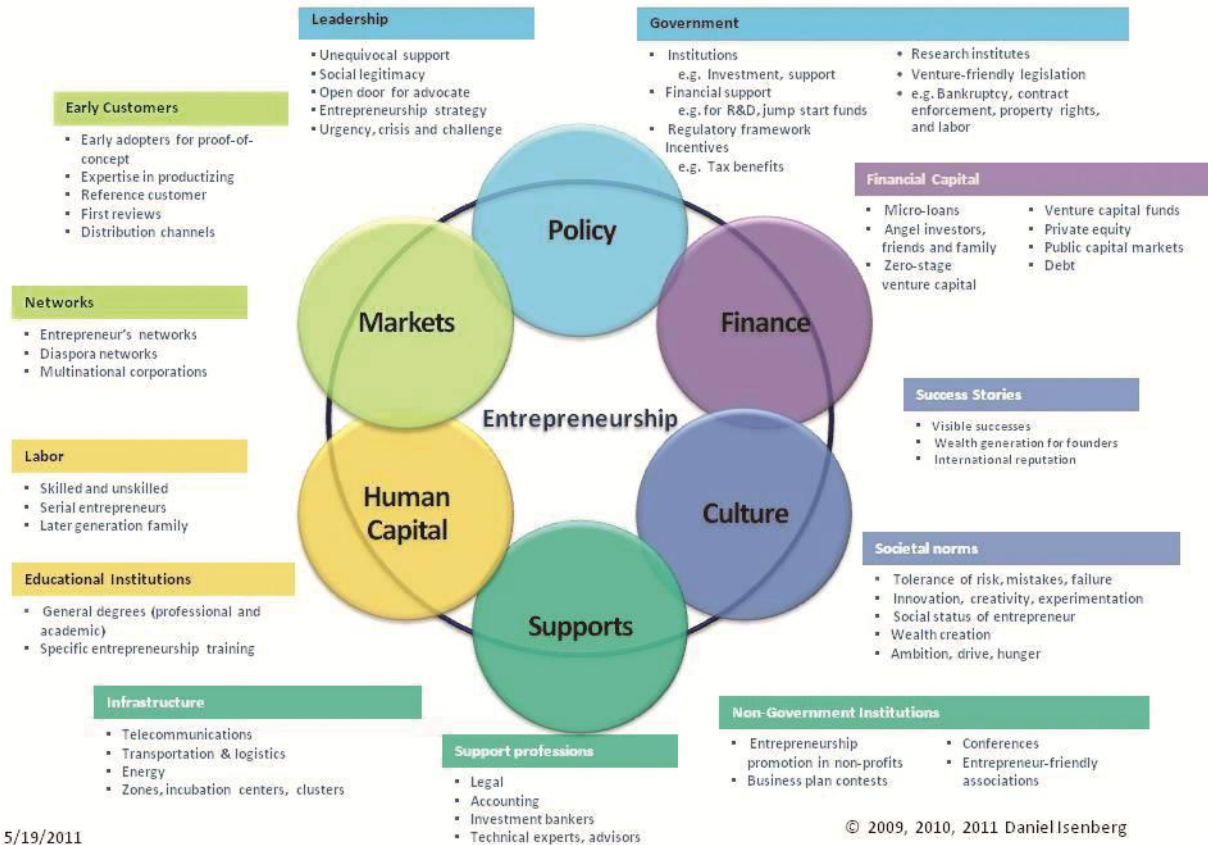 Leadership
▪ Unequivocal support
▪ Social legitimacy
▪ Open door for advocate
▪ Entrepreneurship strategy
▪ Urgency, crisis and challenge
Government
▪ Institutions
e.g. Investment, support
▪ Financial support
e.g. for R&D, jump start funds
▪ Regulatory framework
Incentives
e.g. Tax benefits
• Research institutes
• Venture-friendly legislation
• e.g. Bankruptcy, contract
enforcement, property rights,
and labor
Early Customers
▪ Early adopters for proof-of-
concept
▪ Expertise in productizing
▪ Reference customer
▪ First reviews
▪ Distribution channels
Financial Capital
▪ Micro-loans
▪ Angel investors,
friends and family
▪ Zero-stage
venture capital
▪ Venture capital funds
▪ Private equity
▪ Public capital markets
▪ Debt
Networks
▪ Entrepreneur's networks
▪ Diaspora networks
▪ Multinational corporations
Policy
Markets
Finance
Entrepreneurship
Human
Capital
Culture
Supports
Success Stories
▪ Visible successes
▪ Wealth generation for founders
▪ International reputation
Labor
▪ Skilled and unskilled
▪ Serial entrepreneurs
▪ Later generation family
Societal norms
▪ Tolerance of risk, mistakes, failure
▪ Innovation, creativity, experimentation
▪ Social status of entrepreneur
▪ Wealth creation
▪ Ambition, drive, hunger
Educational Institutions
▪ General degrees (professional and
academic)
▪ Specific entrepreneurship training
Infrastructure
▪ Telecommunications
▪ Transportation & logistics
▪ Energy
▪ Zones, incubation centers, clusters
Support professions
▪ Legal
▪ Accounting
▪ Investment bankers
▪ Technical experts, advisors
Non-Government Institutions
▪ Entrepreneurship
promotion in non-profits
▪ Business plan contests
▪ Conferences
▪ Entrepreneur-friendly
associations
5/19/2011
© 2009, 2010, 2011 Daniel Isenberg